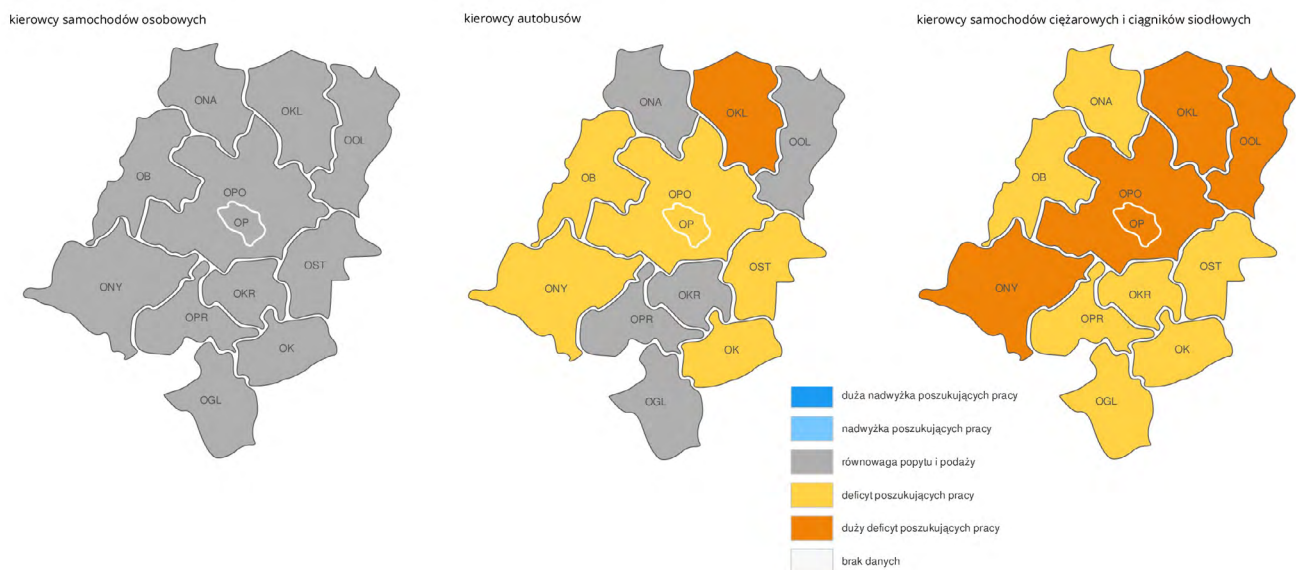 kierowcy samochodów osobowych
ONA
OKL
OOL
OB
OPO
OP
OST
ONY
OKR
OPR
OK
OGL
kierowcy autobusów
ONA
OKL
OOL
OB
OPO
OP
OST
ONY
OKR
OPR
OK
OGL
kierowcy samochodów ciężarowych i ciągników siodłowych
ONA
OKL
OOL
OB
OPO
OP
OST
ONY
OKR
OPR
OK
OGL
duża nadwyżka poszukujących pracy
nadwyżka poszukujących pracy
równowaga popytu i podaży
deficyt poszukujących pracy
duży deficyt poszukujących pracy
brak danych